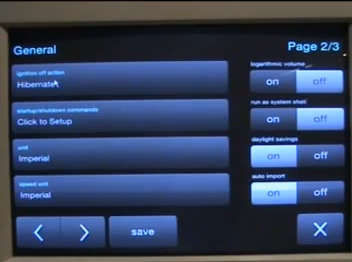 General
Page 2/3
ignition off action
Hibernate
logarithmic volume
on off
startup/shutdown commands
Click to Setup
run as system shell
on off
unit
Imperial
daylight savings
on off
speed unit
Imperial
auto import
on off
< > save X